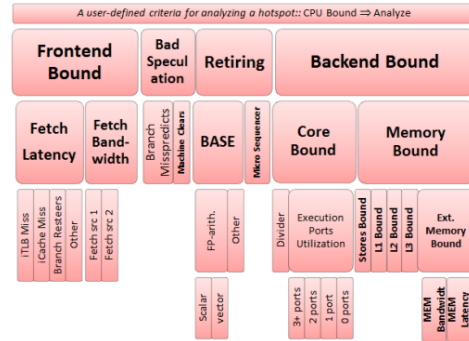 A user-defined criteria for analyzing a hotspot:: CPU Bound ⇒ Analyze
Frontend
Bound
Bad
Specul
ation
Retiring
Backend Bound
Fetch
Latency
Fetch
Band-
width
Branch
Misspredicts
Machine Clears
BASE
Micro Sequencer
Core
Bound
Memory
Bound
iTLB Miss
iCache Miss
Branch Resteers
Other
Fetch src 1
Fetch src 2
FP-arith.
Other
Divider
Execution
Ports
Utilization
Stores Bound
L1 Bound
L2 Bound
L3 Bound
Ext.
Memory
Bound
Scalar
vector
3+ ports
2 ports
1 port
0 ports
MEM
Bandwidt
MEM
Latency